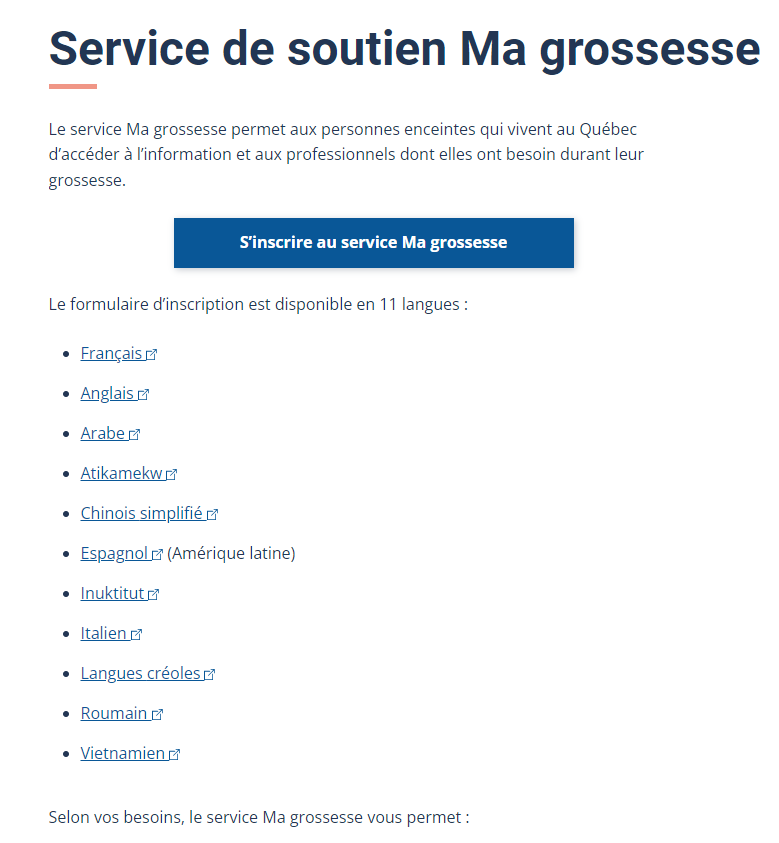 Service de soutien Ma grossesse
Le service Ma grossesse permet aux personnes enceintes qui vivent au Québec
d’accéder à l’information et aux professionnels dont elles ont besoin durant leur
grossesse.
S’inscrire au service Ma grossesse
Le formulaire d’inscription est disponible en 11 langues :
• Français
• Anglais
• Arabe
• Atikamekw
• Chinois simplifié
• Espagnol (Amérique latine)
• Inuktitut
• Italien
• Langues créoles
• Roumain
• Vietnamien
Selon vos besoins, le service Ma grossesse vous permet :